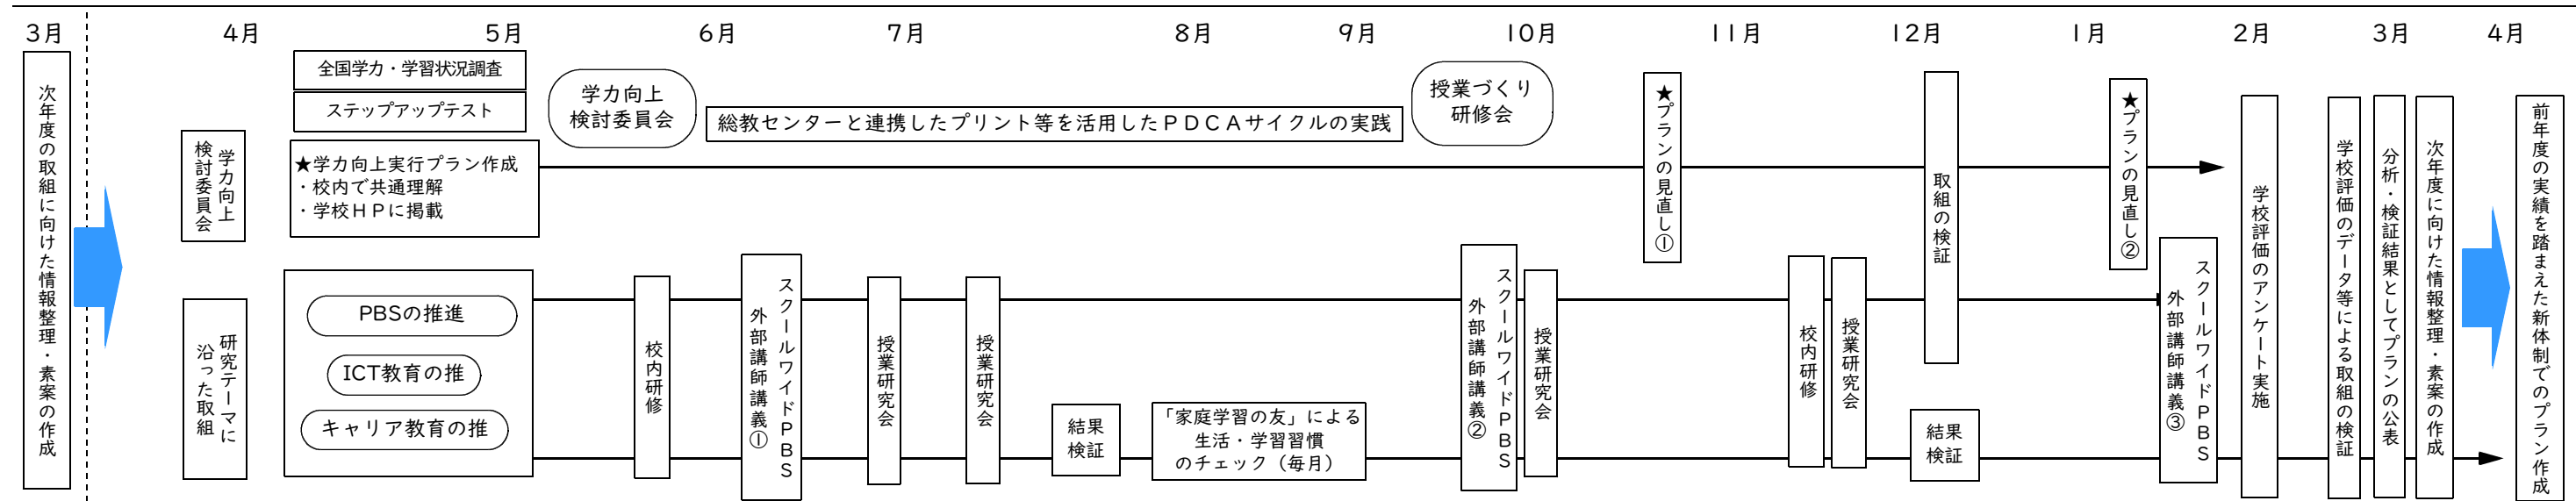 3月
4月
5月
6月
7月
8月
9月
10月
11月
12月
1月
2月
3月
4月
次年度の取組に向けた情報整理・素案の作成
学力向上
検討委員会
研究テーマに
沿った取組
全国学力・学習状況調査
ステップアップテスト
★学力向上実行プラン作成
・校内で共通理解
・学校HPに掲載
PBSの推進
ICT教育の推
キャリア教育の推
学力向上
検討委員会
総教センターと連携したプリント等を活用したPDCAサイクルの実践
授業づくり
研修会
校内研修
スクールワイドPBS
外部講師講義①
授業研究会
授業研究会
結果
検証
「家庭学習の友」による
生活・学習習慣
のチェック（毎月）
スクールワイドPBS
外部講師講義②
授業研究会
★プランの見直し①
校内研修
授業研究会
取組の検証
結果
検証
★プランの見直し②
スクールワイドPBS
外部講師講義③
学校評価のアンケート実施
学校評価のデータ等による取組の検証
分析・検証結果としてプランの公表
次年度に向けた情報整理・素案の作成
前年度の実績を踏まえた新体制でのプラン作成